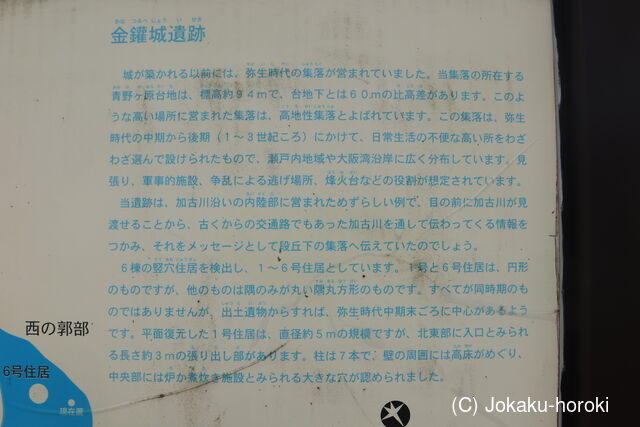 かな つるべ じょう い せき
金鑵城遺跡
城が築かれる以前には、弥生時代の集落が営まれていました。当集落の所在する
青野ヶ原台地は、標高約94mで、台地下とは60mの比高差があります。このよ
うな高い場所に営まれた集落は、高地性集落とよばれています。この集落は、弥生
時代の中期から後期（1～3世紀ころ）にかけて、日常生活の不便な高い所をわざ
わざ選んで設けられたもので、瀬戸内地域や大阪湾沿岸に広く分布しています。見
張り、軍事的施設、争乱による逃げ場所、烽火台などの役割が想定されています。
当遺跡は、加古川沿いの内陸部に営まれためずらしい例で、目の前に加古川が見
渡せることから、古くからの交通路でもあった加古川を通して伝わってくる情報を
つかみ、それをメッセージとして段丘下の集落へ伝えていたのでしょう。
6棟の竪穴住居を検出し、1～6号住居としています。1号と6号住居は、円形
のものですが、他のものは隅のみが丸い隅丸方形のものです。すべてが同時期のも
のではありませんが、出土遺物からすれば、弥生時代中期末ごろに中心があるよう
です。平面復元した1号住居は、直径約5mの規模ですが、北東部に入口とみられ
る長さ約3mの張り出し部があります。柱は7本で、壁の周囲には高床がめぐり、
中央部には炉か煮炊き施設とみられる大きな穴が認められました。
西の郭部
6号住居
現在地
(C) Jokaku-horoki